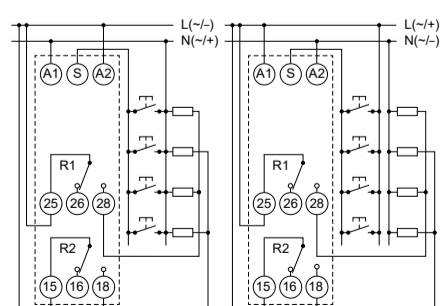 L(~/–)
N(~/+)
L(~/+)
N(~/–)
A1 S A2
A1 S A2
R1
R1
25 26 28
25 26 28
R2
R2
15 16 18
15 16 18